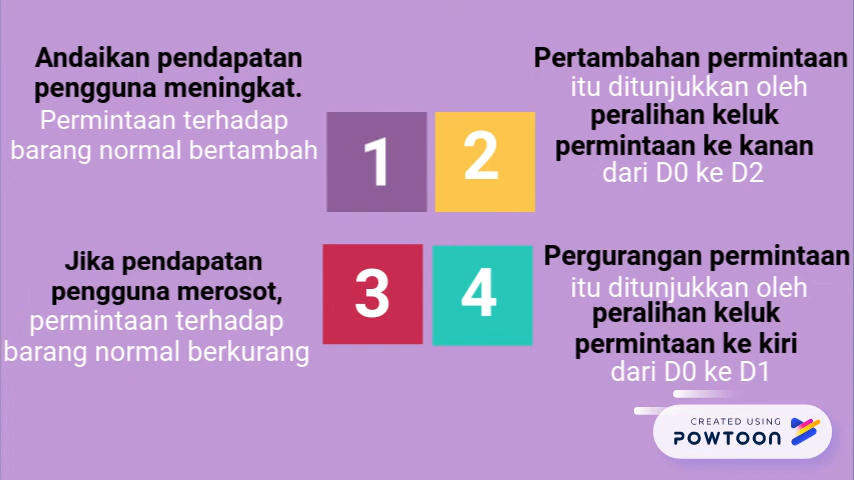 Andaikan pendapatan
pengguna meningkat.
Permintaan terhadap
barang normal bertambah
1
2
Pertambahan permintaan
itu ditunjukkan oleh
peralihan keluk
permintaan ke kanan
dari D0 ke D2
Jika pendapatan
pengguna merosot,
permintaan terhadap
barang normal berkurang
3
4
Pergurangan permintaan
itu ditunjukkan oleh
peralihan keluk
permintaan ke kiri
dari D0 ke D1
CREATED USING
POWTOON